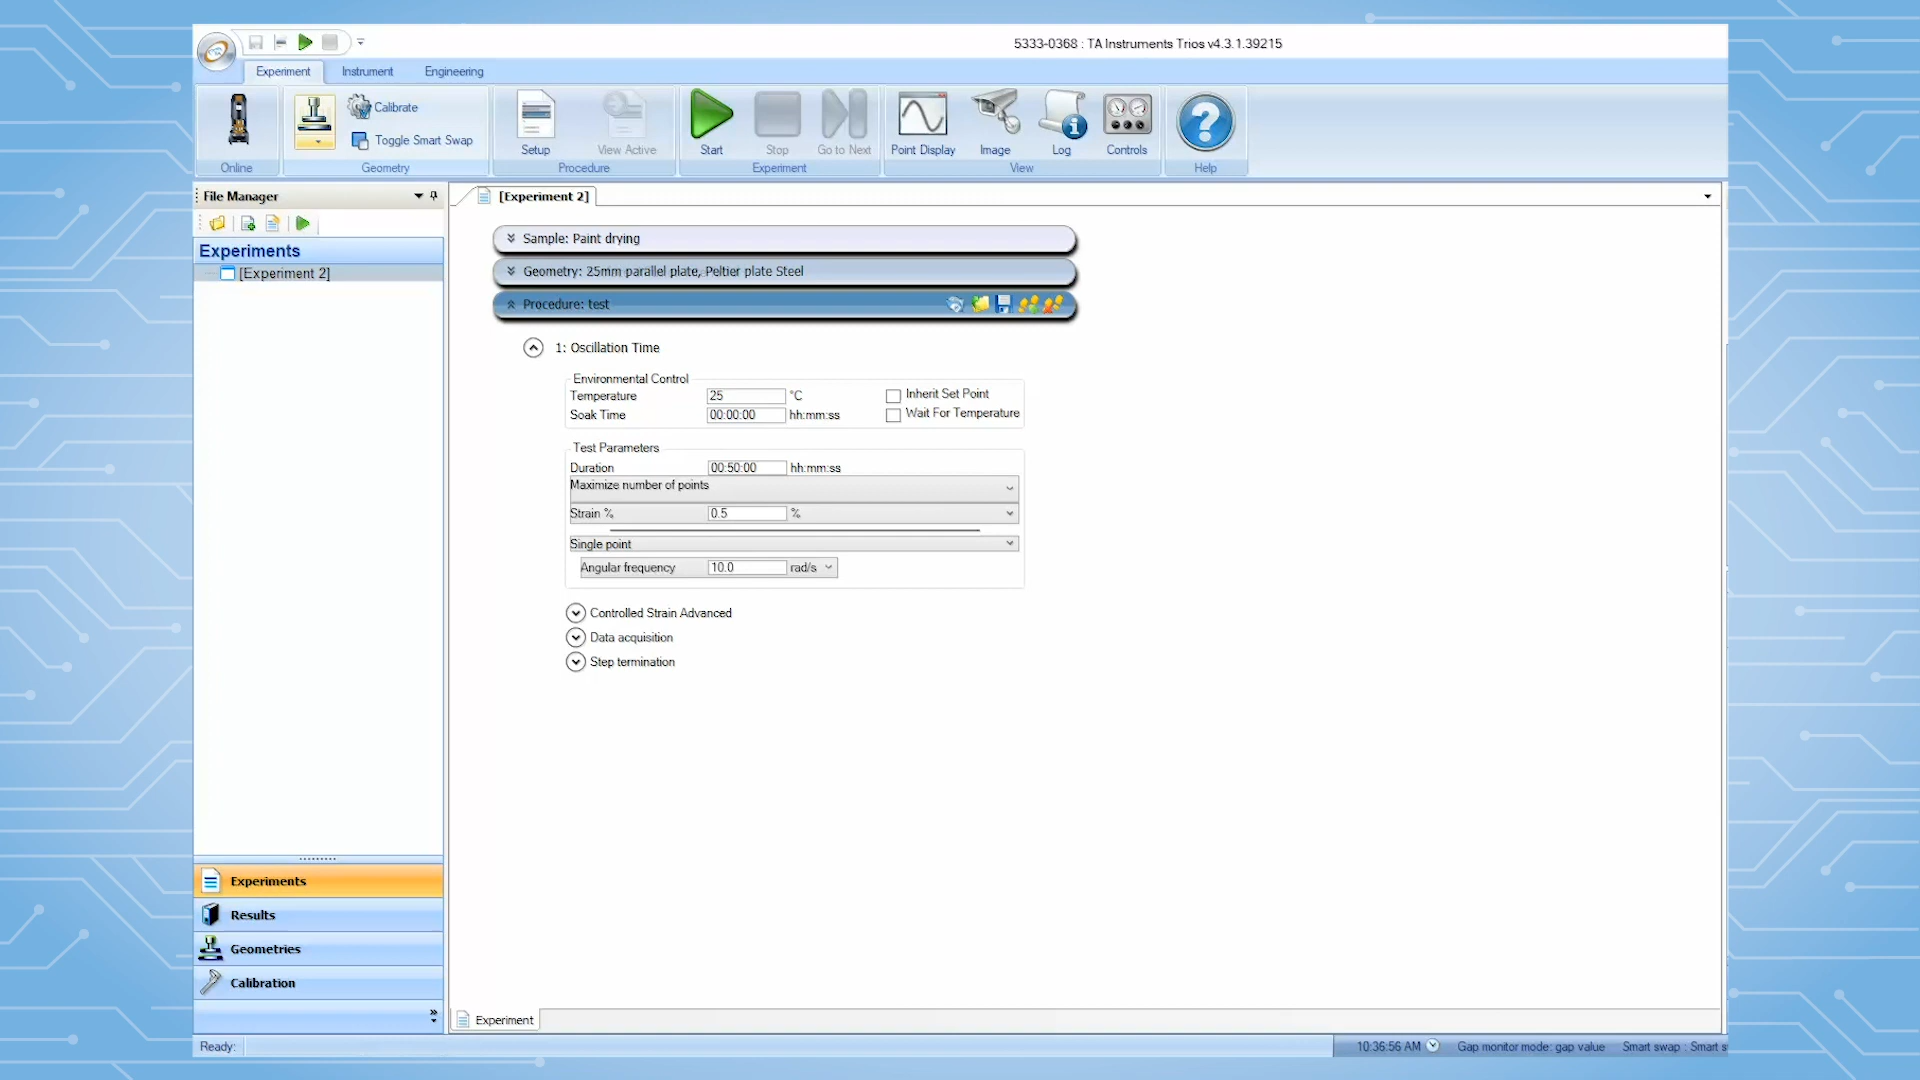 5333-0368 : TA Instruments Trios v4.3.1.39215
Experiment Instrument Engineering
Calibrate
Toggle Smart Swap
Setup View Active Start Stop Go to Next Point Display Image Log Controls
Online Geometry Procedure Experiment View Help
File Manager
[Experiment 2]
Experiments
[Experiment 2]
Sample: Paint drying
Geometry: 25mm parallel plate, Peltier plate Steel
Procedure: test
1: Oscillation Time
Environmental Control
Temperature 25 °C Inherit Set Point
Soak Time 00:00:00 hh:mm:ss Wait For Temperature
Test Parameters
Duration 00:50:00 hh:mm:ss
Maximize number of points
Strain % 0.5 %
Single point
Angular frequency 10.0 rad/s
Controlled Strain Advanced
Data acquisition
Step termination
Experiments
Results
Geometries
Calibration
Experiment
Ready: 10:36:56 AM Gap monitor mode: gap value Smart swap : Smart s